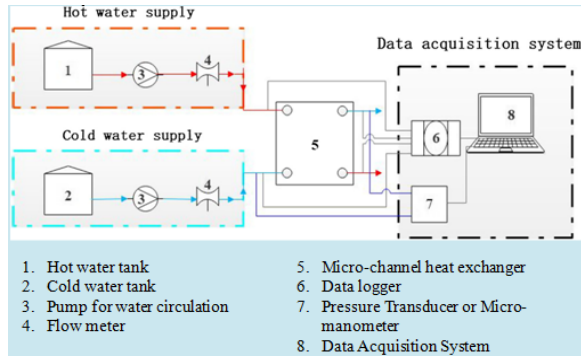 Hot water supply
Data acquisition system
1
3
4
Cold water supply
2
3
4
5
6
8
7
1. Hot water tank
2. Cold water tank
3. Pump for water circulation
4. Flow meter
5. Micro-channel heat exchanger
6. Data logger
7. Pressure Transducer or Micro-
manometer
8. Data Acquisition System